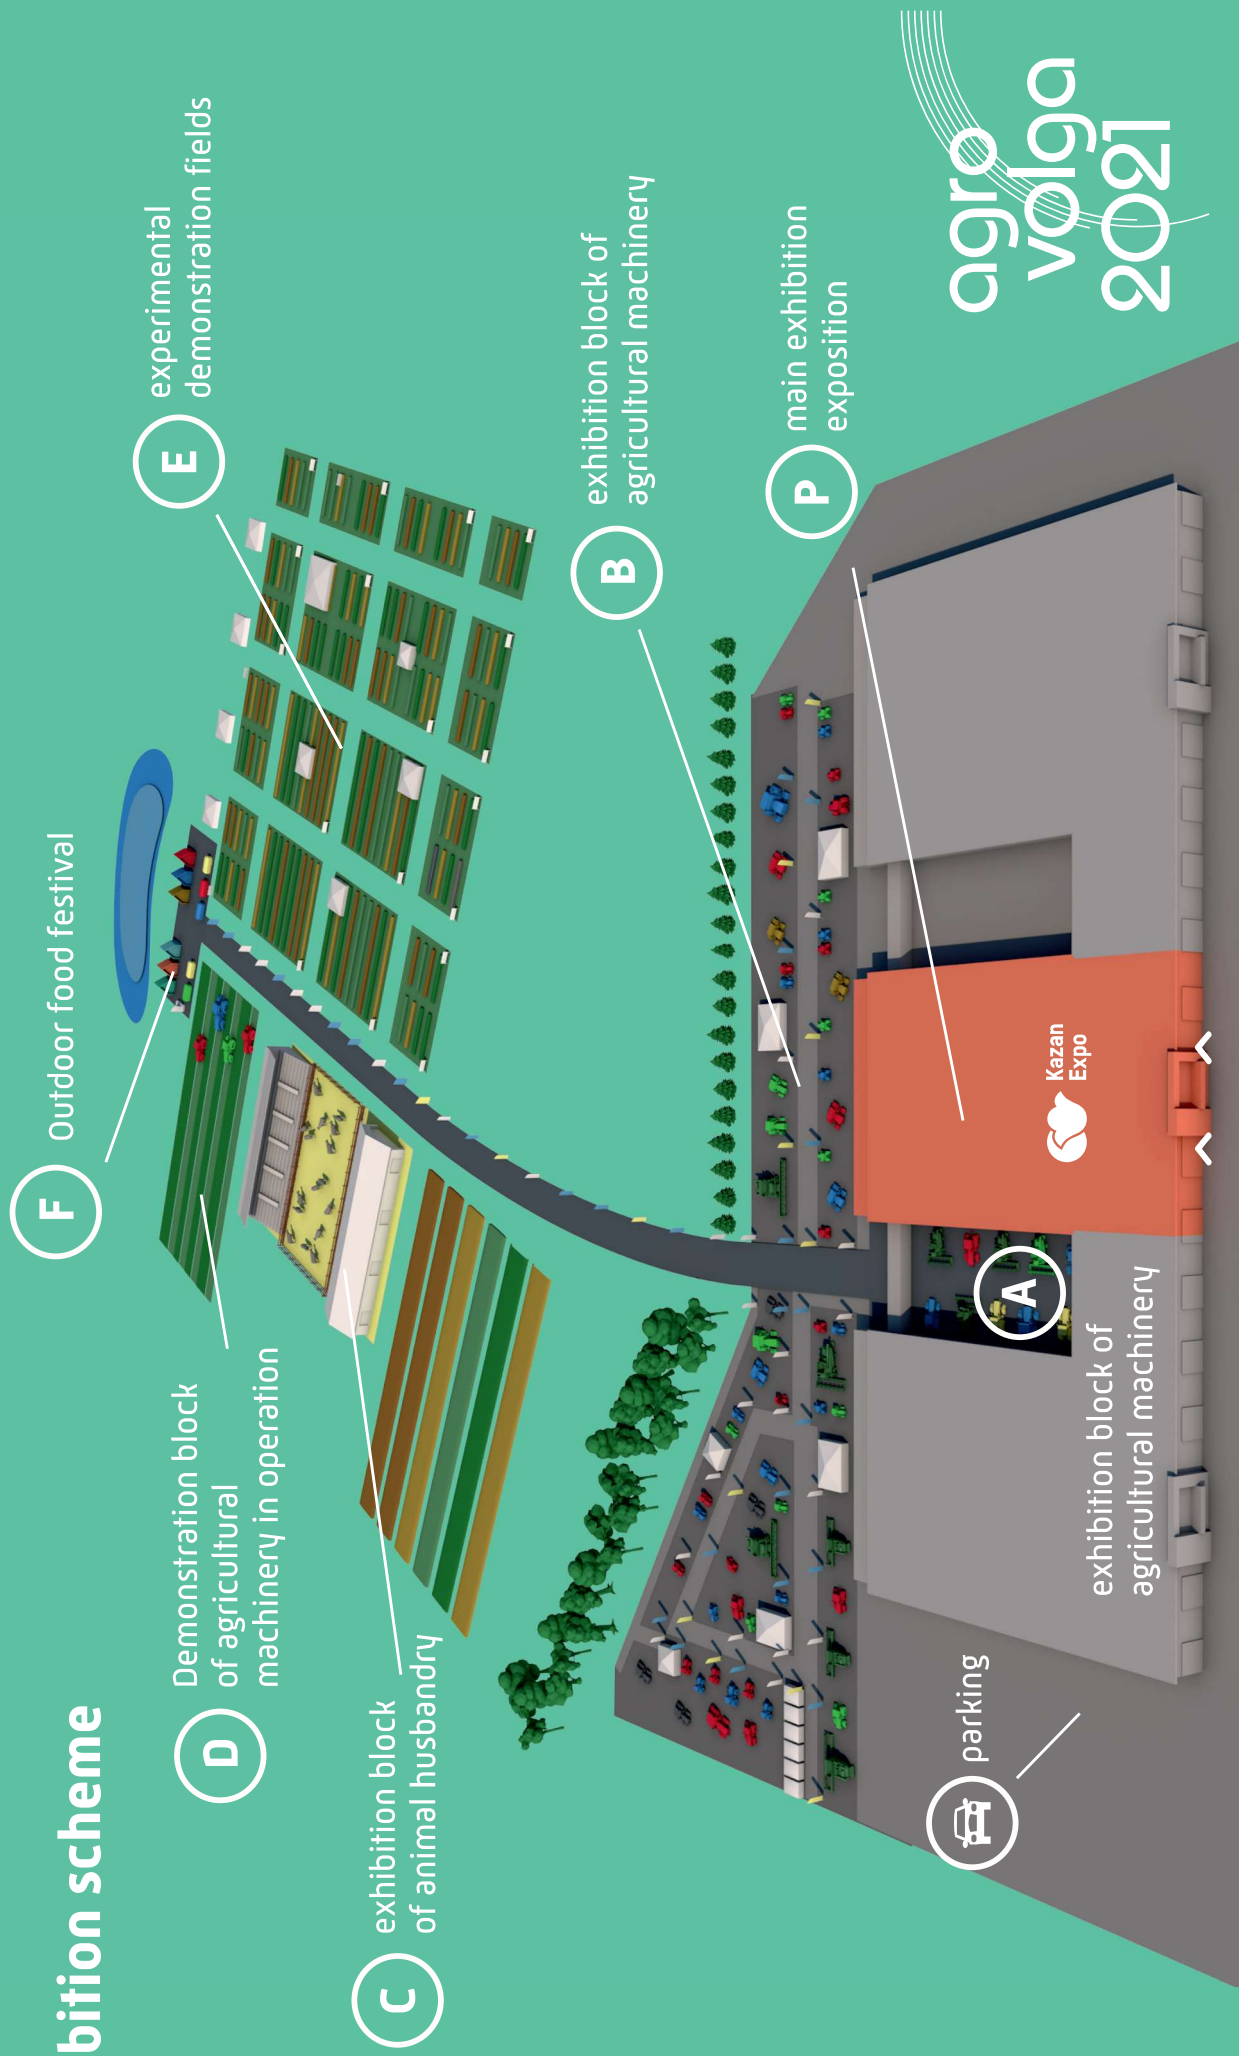 bition scheme
F
Outdoor food festival
E
experimental
demonstration fields
D
Demonstration block
of agricultural
machinery in operation
C
exhibition block
of animal husbandry
B
exhibition block of
agricultural machinery
P
main exhibition
exposition
parking
A
exhibition block of
agricultural machinery
Kazan
Expo
agro
volga
2021